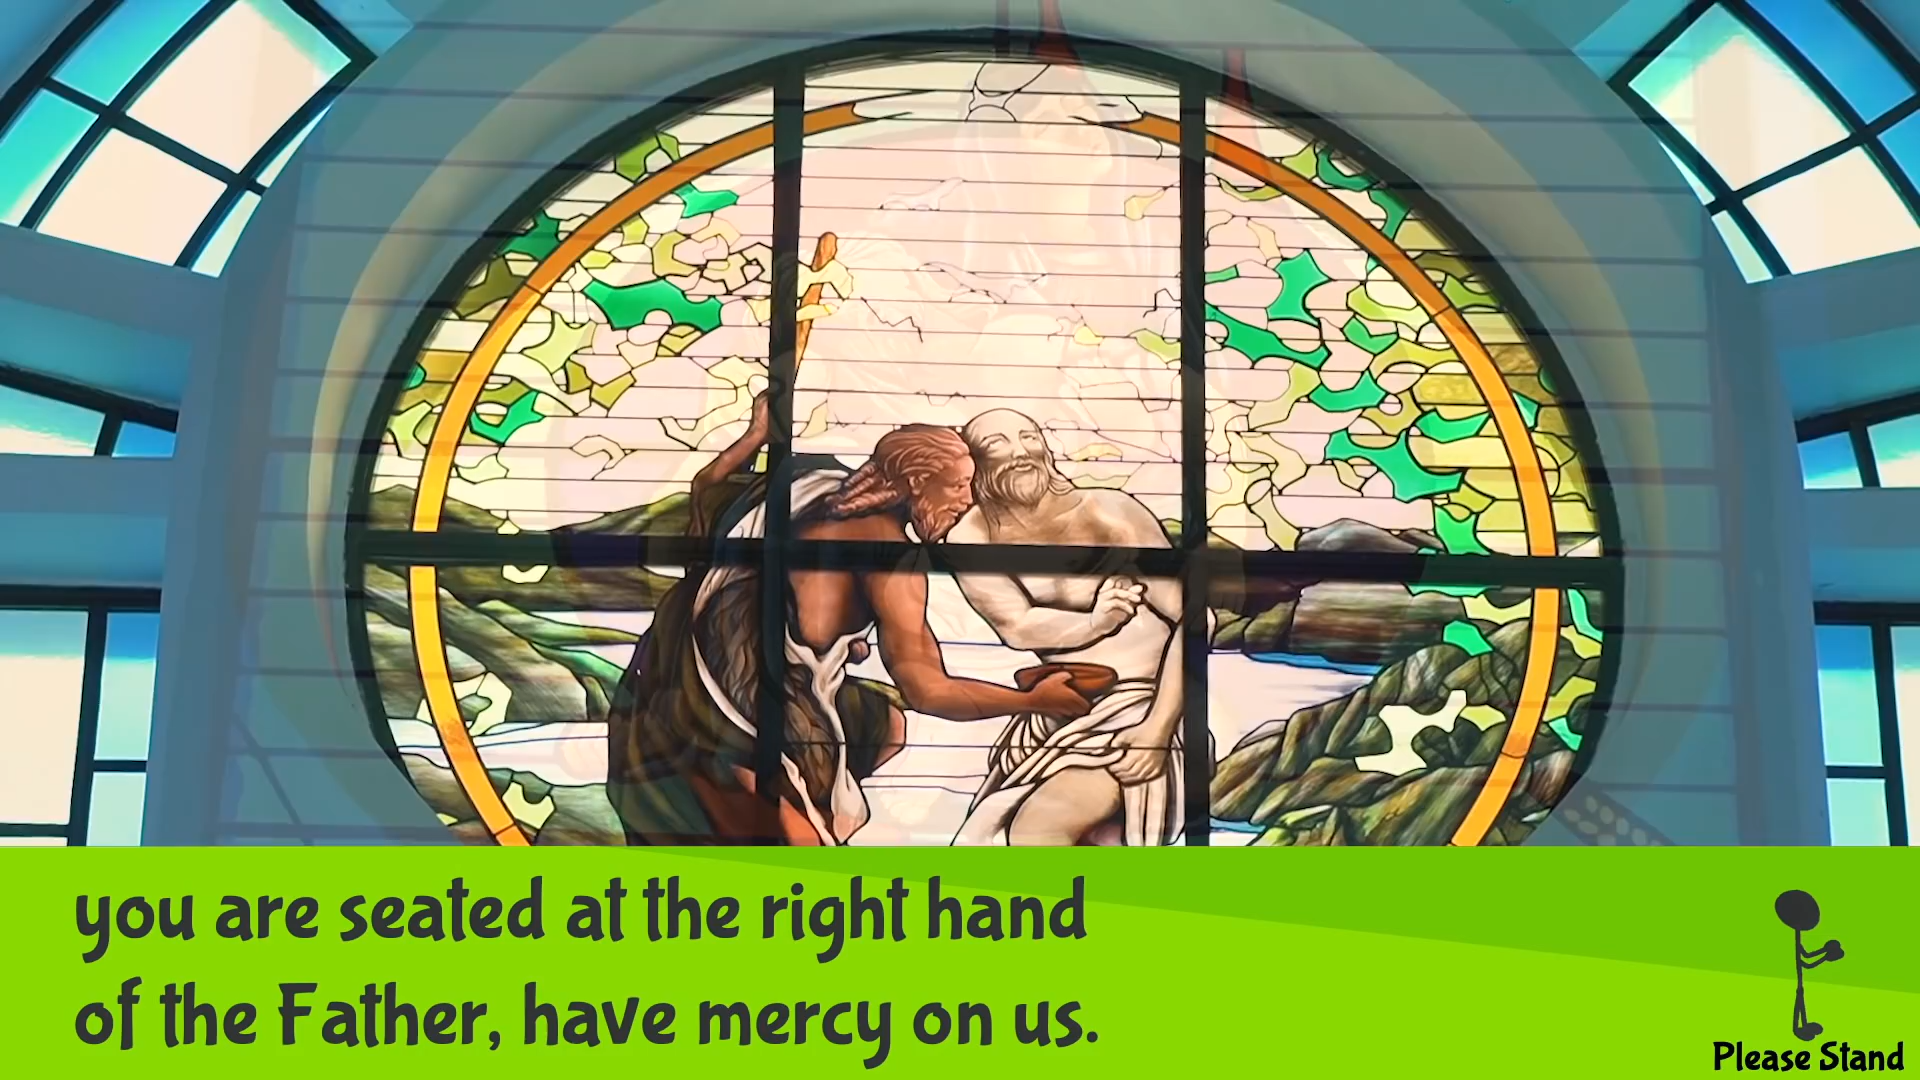 you are seated at the right hand
of the Father, have mercy on us.
Please Stand